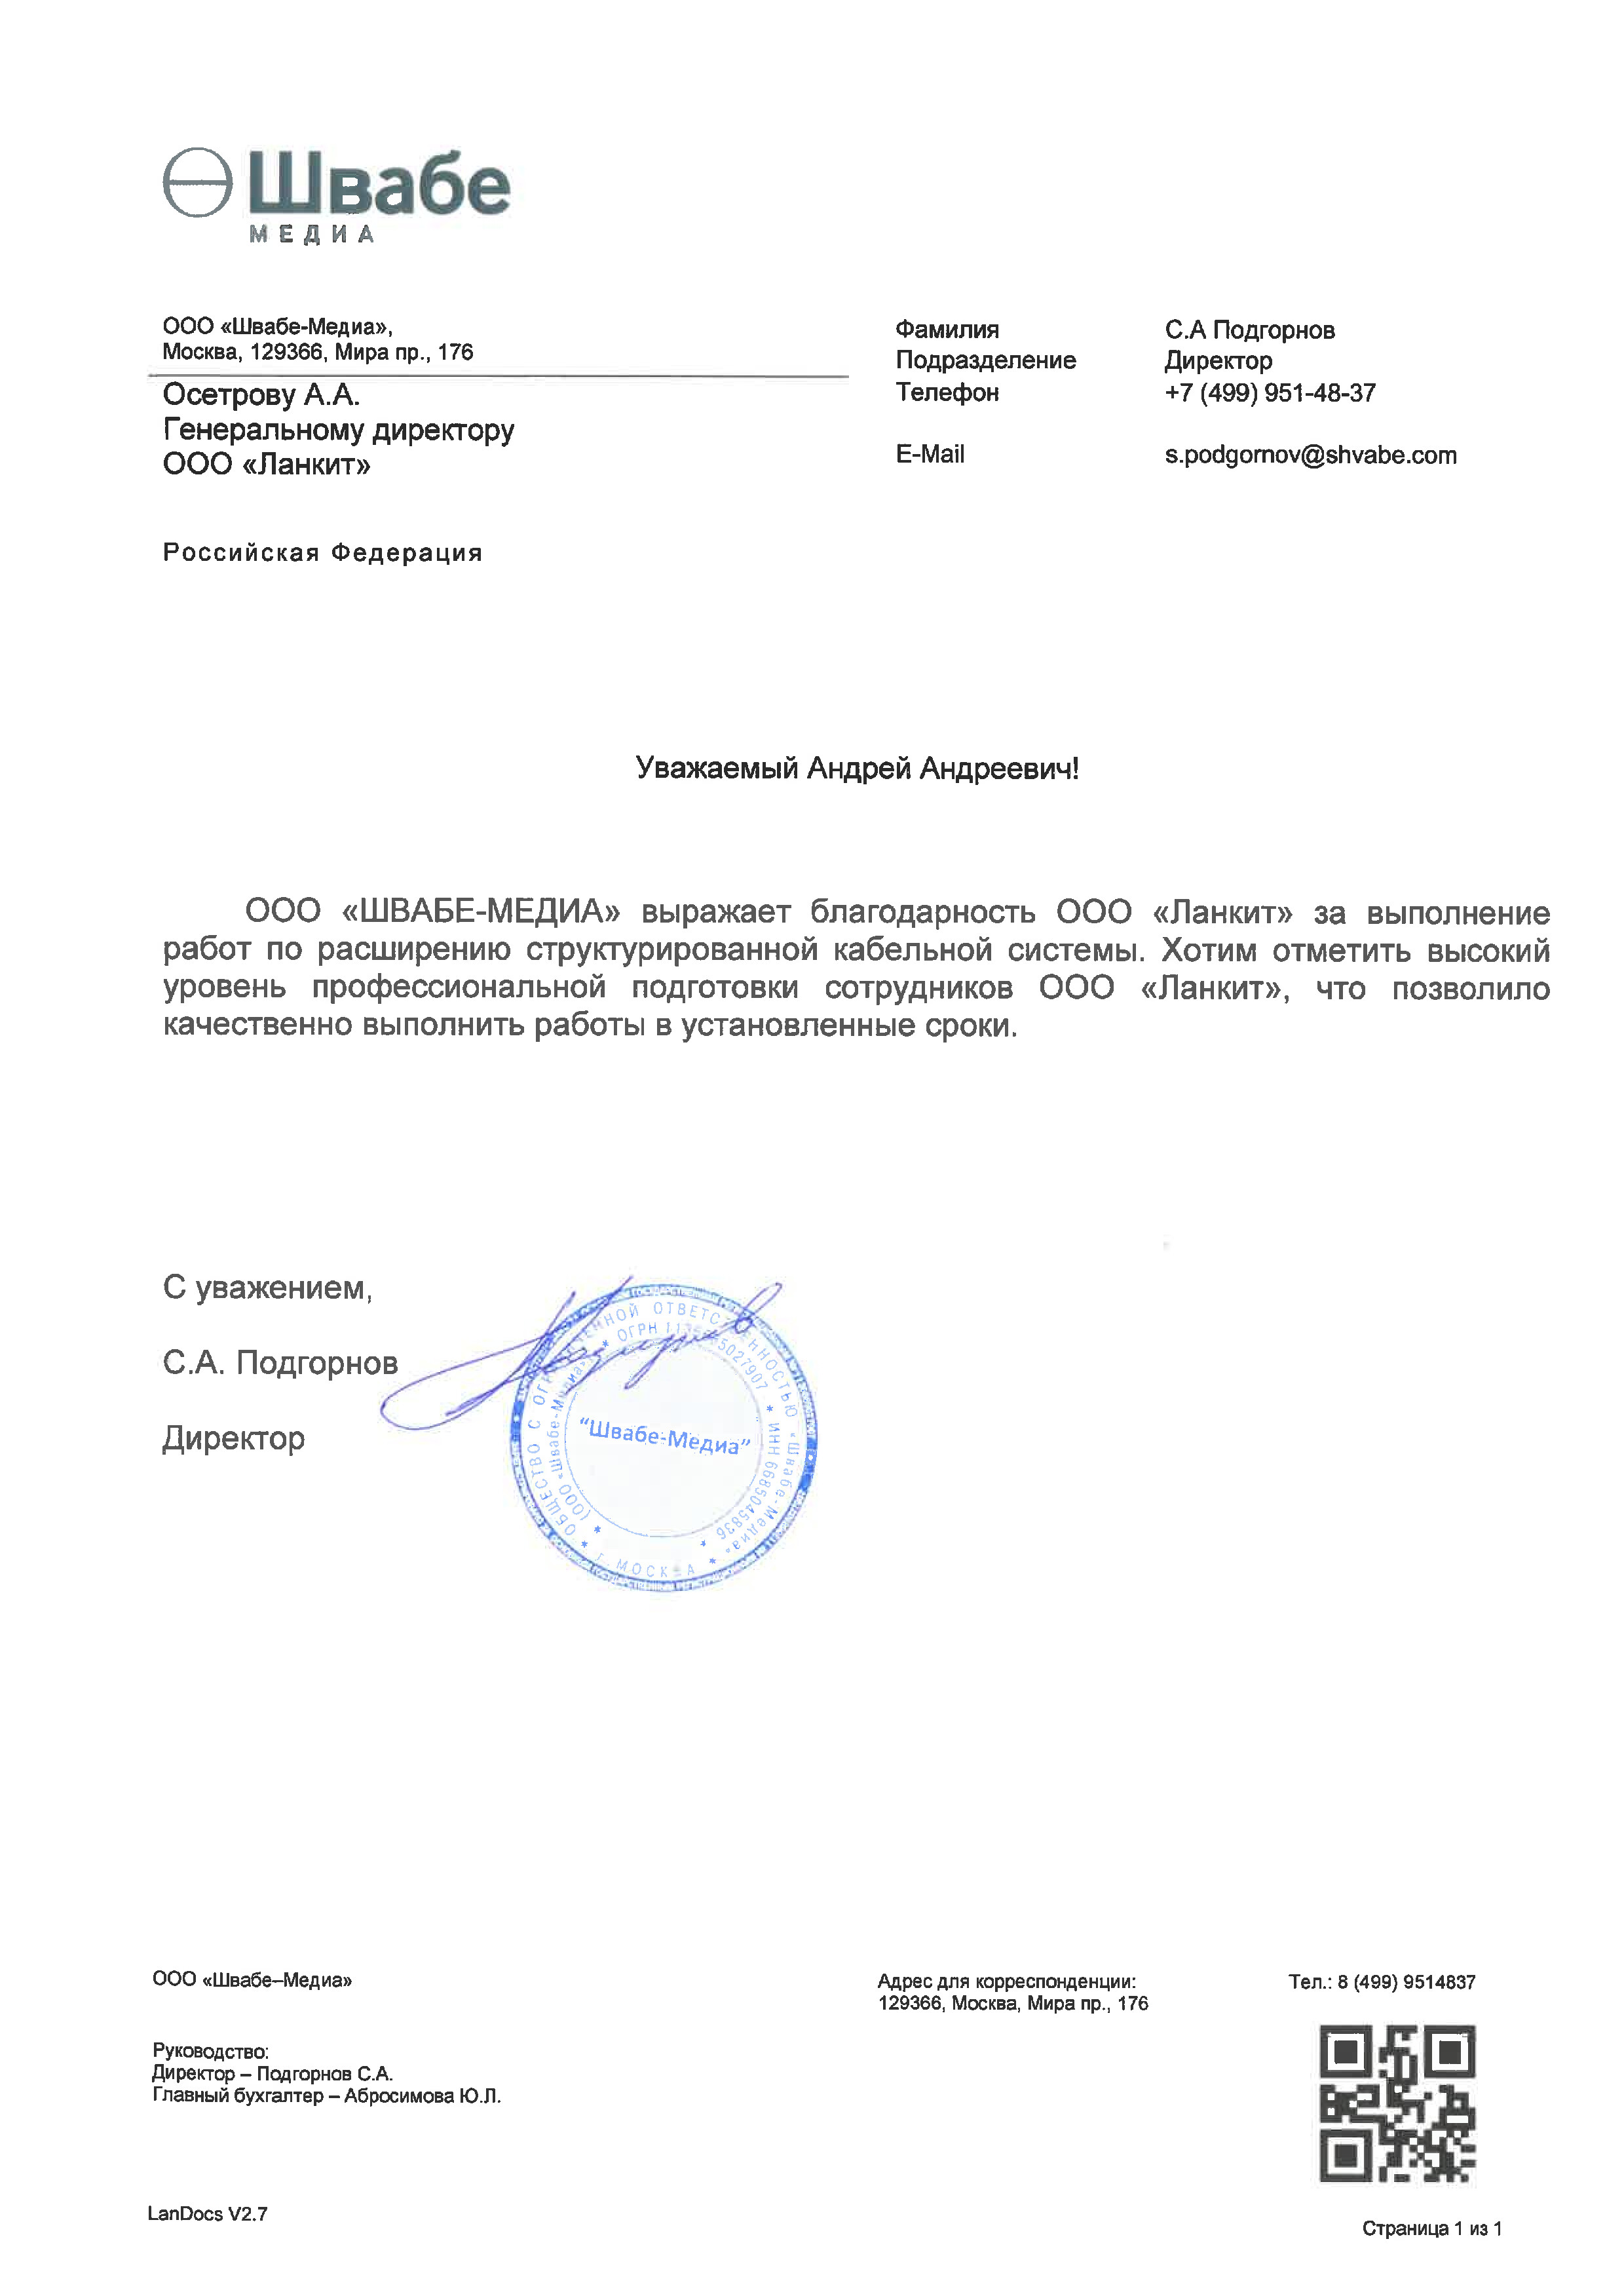 Швабе
МЕДИА
ООО «Швабе-Медиа»,
Москва, 129366, Мира пр., 176
Осетрову А.А.
Генеральному директору
ООО «Ланкит»
Российская Федерация
Фамилия С.А Подгорнов
Подразделение Директор
Телефон +7 (499) 951-48-37
E-Mail s.podgornov@shvabe.com
Уважаемый Андрей Андреевич!
ООО «ШВАБЕ-МЕДИА» выражает благодарность ООО «Ланкит» за выполнение
работ по расширению структурированной кабельной системы. Хотим отметить высокий
уровень профессиональной подготовки сотрудников ООО «Ланкит», что позволило
качественно выполнить работы в установленные сроки.
С уважением,
С.А. Подгорнов
Директор
ОБЩЕСТВО С ОТВЕТСТВЕННОСТЬЮ «Швабе-Медиа» * Г. МОСКВА *
(ООО «Швабе-Медиа») * ОГРН * ИНН 6685045836 *
"Швабе-Медиа"
ООО «Швабе–Медиа»
Руководство:
Директор – Подгорнов С.А.
Главный бухгалтер – Абросимова Ю.Л.
Адрес для корреспонденции:
129366, Москва, Мира пр., 176
Тел.: 8 (499) 9514837
LanDocs V2.7
Страница 1 из 1